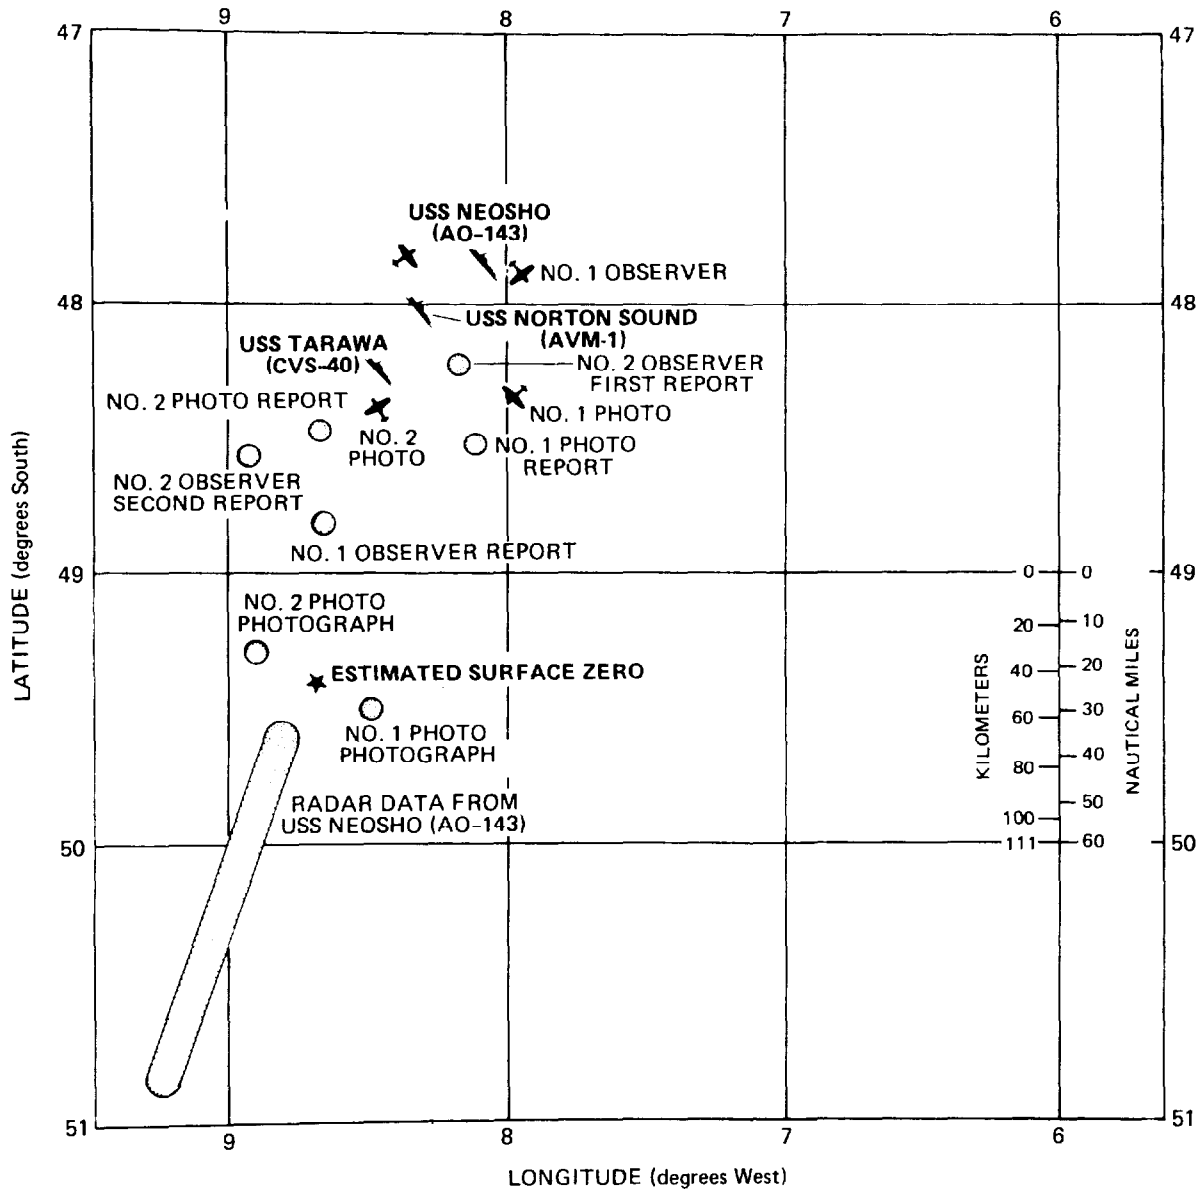 9 8 7 6
47 47
USS NEOSHO
(AO-143)
NO. 1 OBSERVER
48 48
USS NORTON SOUND
(AVM-1)
USS TARAWA
(CVS-40)
NO. 2 OBSERVER
FIRST REPORT
NO. 2 PHOTO REPORT
NO. 1 PHOTO
NO. 2
PHOTO
NO. 1 PHOTO
REPORT
NO. 2 OBSERVER
SECOND REPORT
NO. 1 OBSERVER REPORT
49 49
NO. 2 PHOTO
PHOTOGRAPH
ESTIMATED SURFACE ZERO
NO. 1 PHOTO
PHOTOGRAPH
RADAR DATA FROM
USS NEOSHO (AO-143)
50 50
51 51
9 8 7 6
LATITUDE (degrees South)
LONGITUDE (degrees West)
KILOMETERS
0
20
40
60
80
100
111
NAUTICAL MILES
0
10
20
30
40
50
60